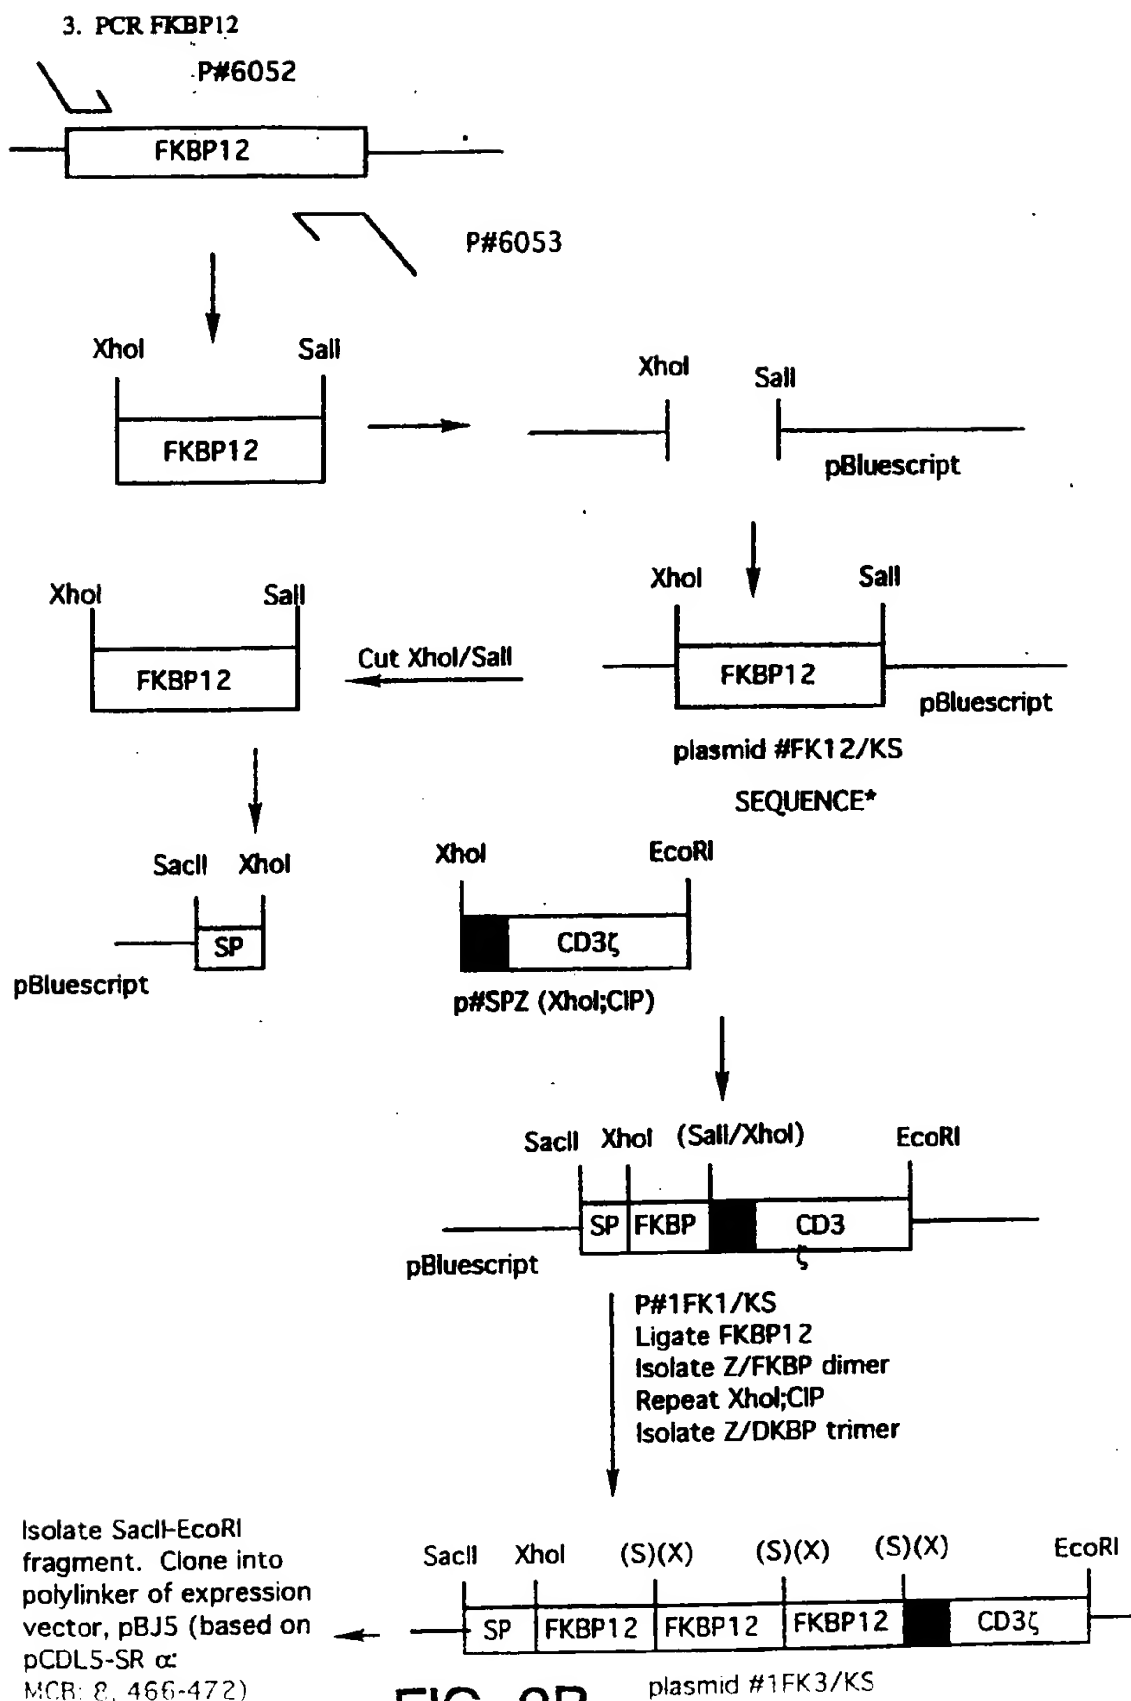 3. PCR FKBP12
P#6052
FKBP12
P#6053
XhoI SalI
FKBP12
XhoI SalI
pBluescript
XhoI SalI
FKBP12
Cut XhoI/SalI
XhoI SalI
FKBP12
pBluescript
plasmid #FK12/KS
SEQUENCE*
SacII XhoI
SP
pBluescript
XhoI EcoRI
CD3ζ
p#SPZ (XhoI;CIP)
SacII XhoI (SalI/XhoI) EcoRI
SP FKBP CD3
ζ
pBluescript
P#1FK1/KS
Ligate FKBP12
Isolate Z/FKBP dimer
Repeat XhoI;CIP
Isolate Z/DKBP trimer
Isolate SacII-EcoRI
fragment. Clone into
polylinker of expression
vector, pBJ5 (based on
pCDL5-SR α:
MCB: 8, 466-472)
SacII XhoI (S)(X) (S)(X) (S)(X) EcoRI
SP FKBP12 FKBP12 FKBP12 CD3ζ
plasmid #1FK3/KS